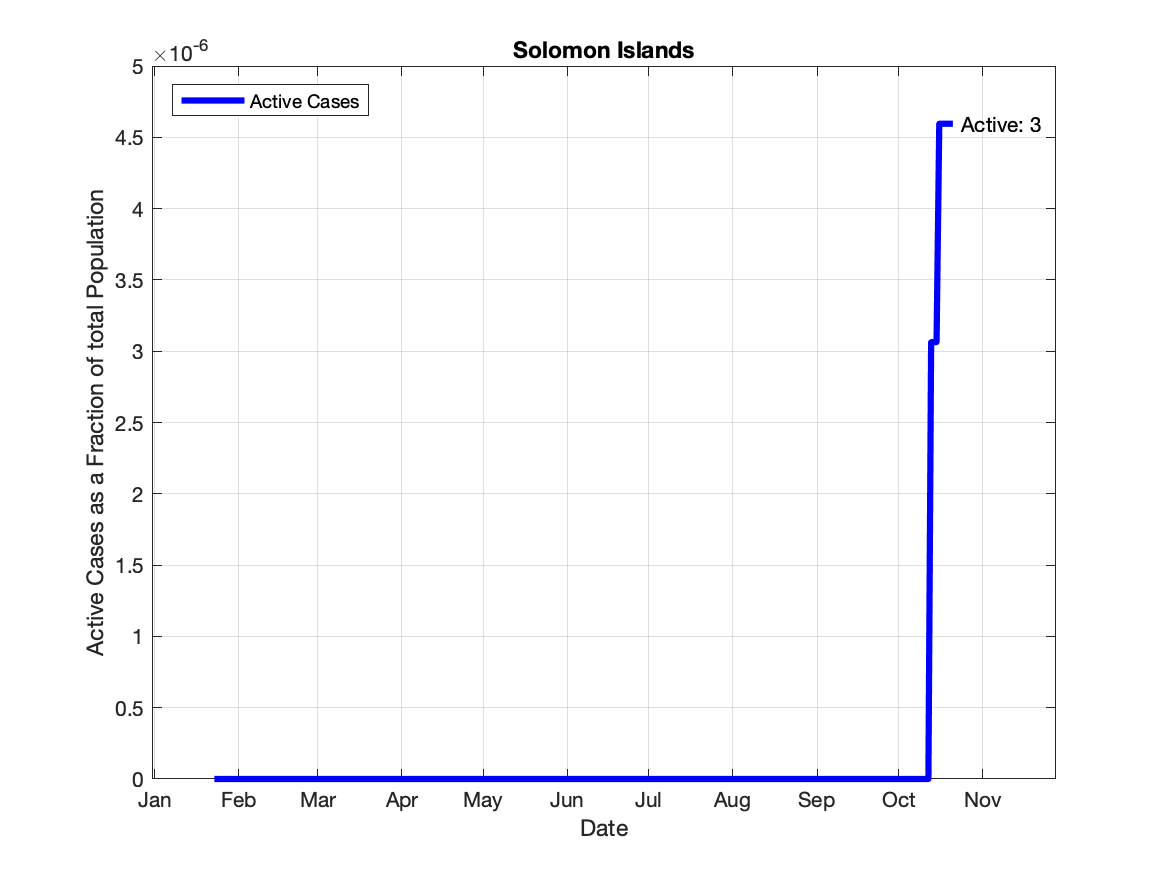 Solomon Islands
×10-6
5
4.5
4
3.5
3
2.5
2
1.5
1
0.5
0
Active Cases as a Fraction of total Population
Active Cases
Active: 3
Jan Feb Mar Apr May Jun Jul Aug Sep Oct Nov
Date